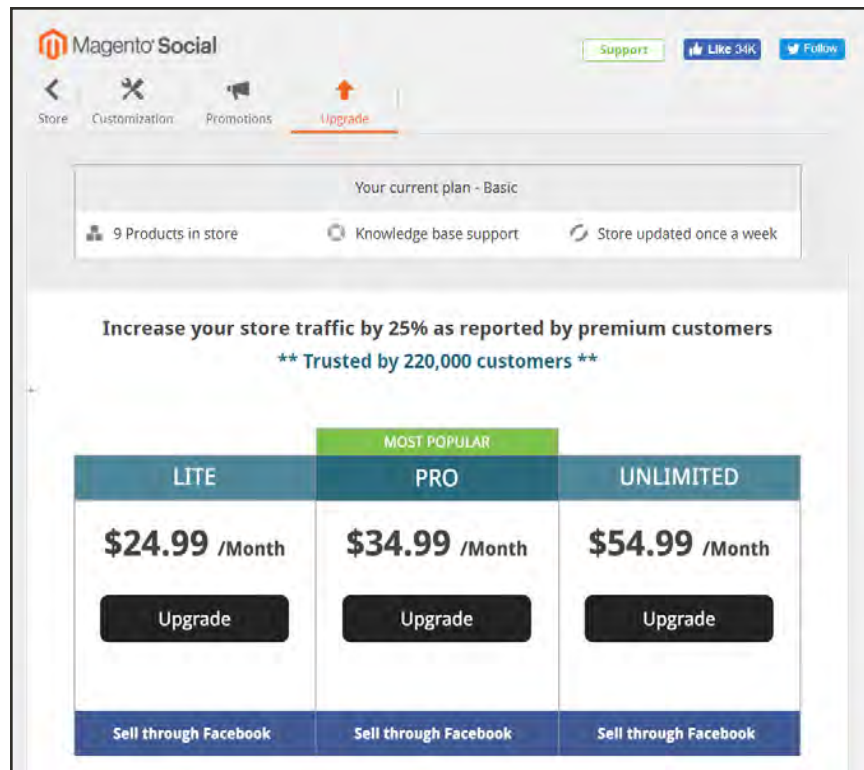 Magento Social
Support
Like 34K
Follow
Store
Customization
Promotions
Upgrade
Your current plan - Basic
9 Products in store
Knowledge base support
Store updated once a week
Increase your store traffic by 25% as reported by premium customers
** Trusted by 220,000 customers **
MOST POPULAR
LITE
PRO
UNLIMITED
$24.99 /Month
$34.99 /Month
$54.99 /Month
Upgrade
Upgrade
Upgrade
Sell through Facebook
Sell through Facebook
Sell through Facebook